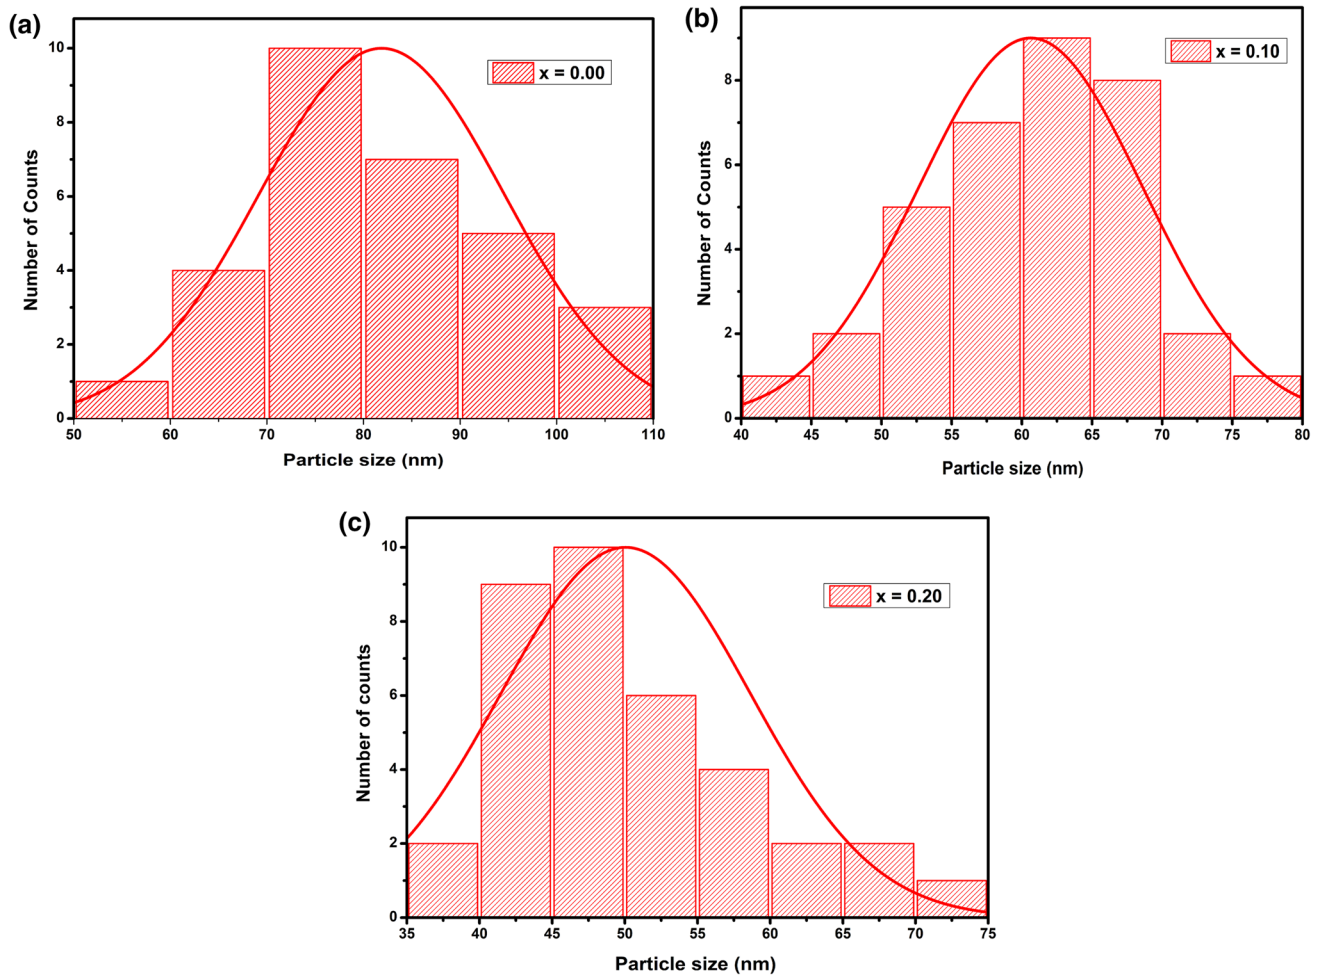 (a)
x = 0.00
Number of Counts
10
8
6
4
2
0
50 60 70 80 90 100 110
Particle size (nm)
(b)
x = 0.10
Number of Counts
8
6
4
2
0
40 45 50 55 60 65 70 75 80
Particle size (nm)
(c)
x = 0.20
Number of counts
10
8
6
4
2
0
35 40 45 50 55 60 65 70 75
Particle size (nm)